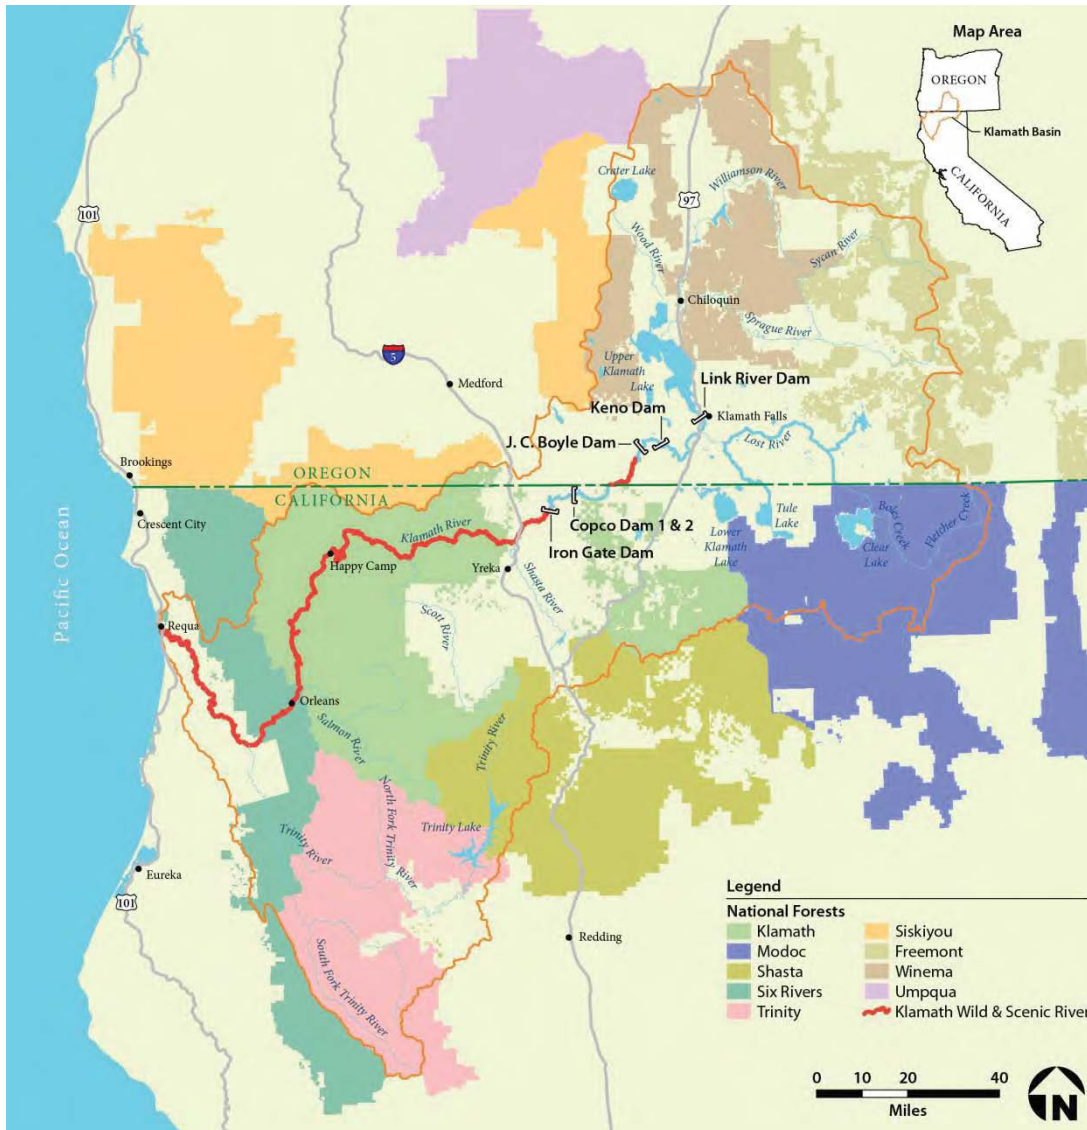 Map Area
OREGON
Klamath Basin
CALIFORNIA
Crater Lake
Williamson River
97
101
Wood River
Sycan River
Chiloquin
Sprague River
5
Upper
Klamath
Lake
Medford
Link River Dam
Keno Dam
Klamath Falls
J. C. Boyle Dam
Lost River
Brookings
OREGON
CALIFORNIA
Crescent City
Klamath River
Copco Dam 1 & 2
Iron Gate Dam
Tule
Lake
Lower
Klamath
Lake
Boles Creek
Fletcher Creek
Clear
Lake
Happy Camp
Yreka
Shasta River
Scott River
Pacific Ocean
Requa
Orleans
Salmon River
Trinity River
North Fork Trinity River
Trinity Lake
Trinity River
Eureka
101
South Fork Trinity River
Redding
Legend
National Forests
Klamath
Modoc
Shasta
Six Rivers
Trinity
Siskiyou
Freemont
Winema
Umpqua
Klamath Wild & Scenic River
0 10 20 40
Miles
N